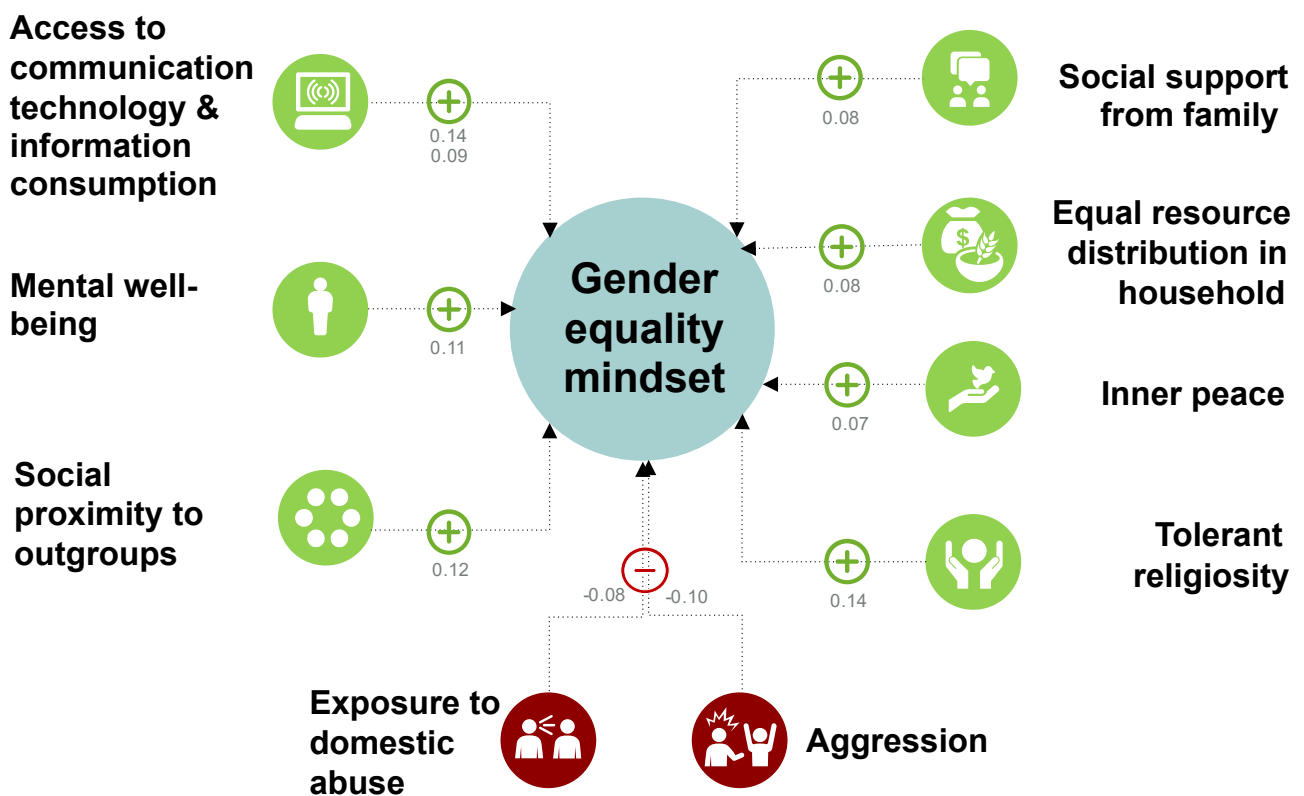 Access to
communication
technology &
information
consumption
0.14
0.09
Mental well-
being
0.11
Social
proximity to
outgroups
0.12
Gender
equality
mindset
Social support
from family
0.08
Equal resource
distribution in
household
0.08
$
Inner peace
0.07
Tolerant
religiosity
0.14
-0.08
-0.10
Exposure to
domestic
abuse
Aggression